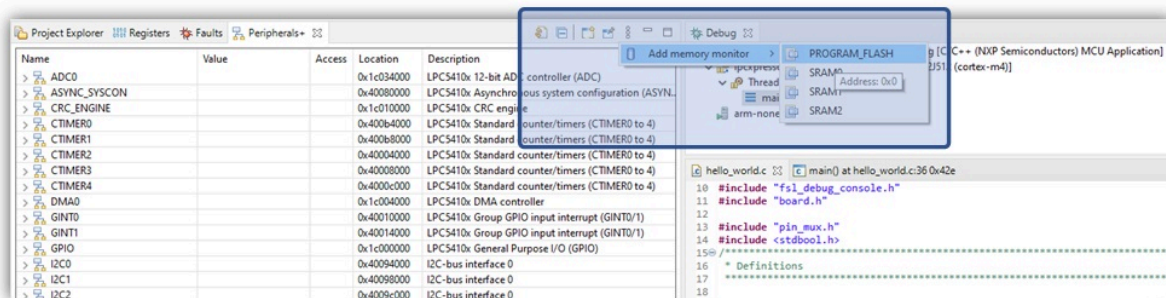 Project Explorer Registers Faults Peripherals+
Name Value Access Location Description
ADC0 0x1c034000 LPC5410x 12-bit ADC controller (ADC)
ASYNC_SYSCON 0x40080000 LPC5410x Asynchronous system configuration (ASYN...
CRC_ENGINE 0x1c010000 LPC5410x CRC engine
CTIMER0 0x400b4000 LPC5410x Standard counter/timers (CTIMER0 to 4)
CTIMER1 0x400b8000 LPC5410x Standard counter/timers (CTIMER0 to 4)
CTIMER2 0x40004000 LPC5410x Standard counter/timers (CTIMER0 to 4)
CTIMER3 0x40008000 LPC5410x Standard counter/timers (CTIMER0 to 4)
CTIMER4 0x4000c000 LPC5410x Standard counter/timers (CTIMER0 to 4)
DMA0 0x1c004000 LPC5410x DMA controller
GINT0 0x40010000 LPC5410x Group GPIO input interrupt (GINT0/1)
GINT1 0x40014000 LPC5410x Group GPIO input interrupt (GINT0/1)
GPIO 0x1c000000 LPC5410x General Purpose I/O (GPIO)
I2C0 0x40094000 I2C-bus interface 0
I2C1 0x40098000 I2C-bus interface 0
I2C2 0x4009c000 I2C-bus interface 0
Debug
Add memory monitor
PROGRAM_FLASH
SRAM0
Address: 0x0
SRAM1
SRAM2
[C/C++ (NXP Semiconductors) MCU Application]
(cortex-m4)]
Thread
mai
arm-none
hello_world.c main() at hello_world.c:36 0x42e
10 #include "fsl_debug_console.h"
11 #include "board.h"
12
13 #include "pin_mux.h"
14 #include <stdbool.h>
15 /*******************************************************************************
16 * Definitions
17 ******************************************************************************
18